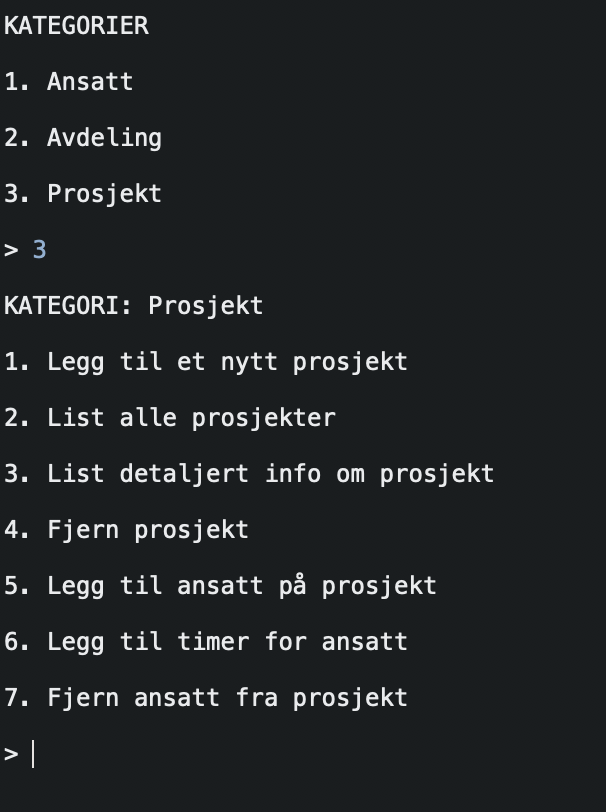 KATEGORIER
1. Ansatt
2. Avdeling
3. Prosjekt
> 3
KATEGORI: Prosjekt
1. Legg til et nytt prosjekt
2. List alle prosjekter
3. List detaljert info om prosjekt
4. Fjern prosjekt
5. Legg til ansatt på prosjekt
6. Legg til timer for ansatt
7. Fjern ansatt fra prosjekt
>